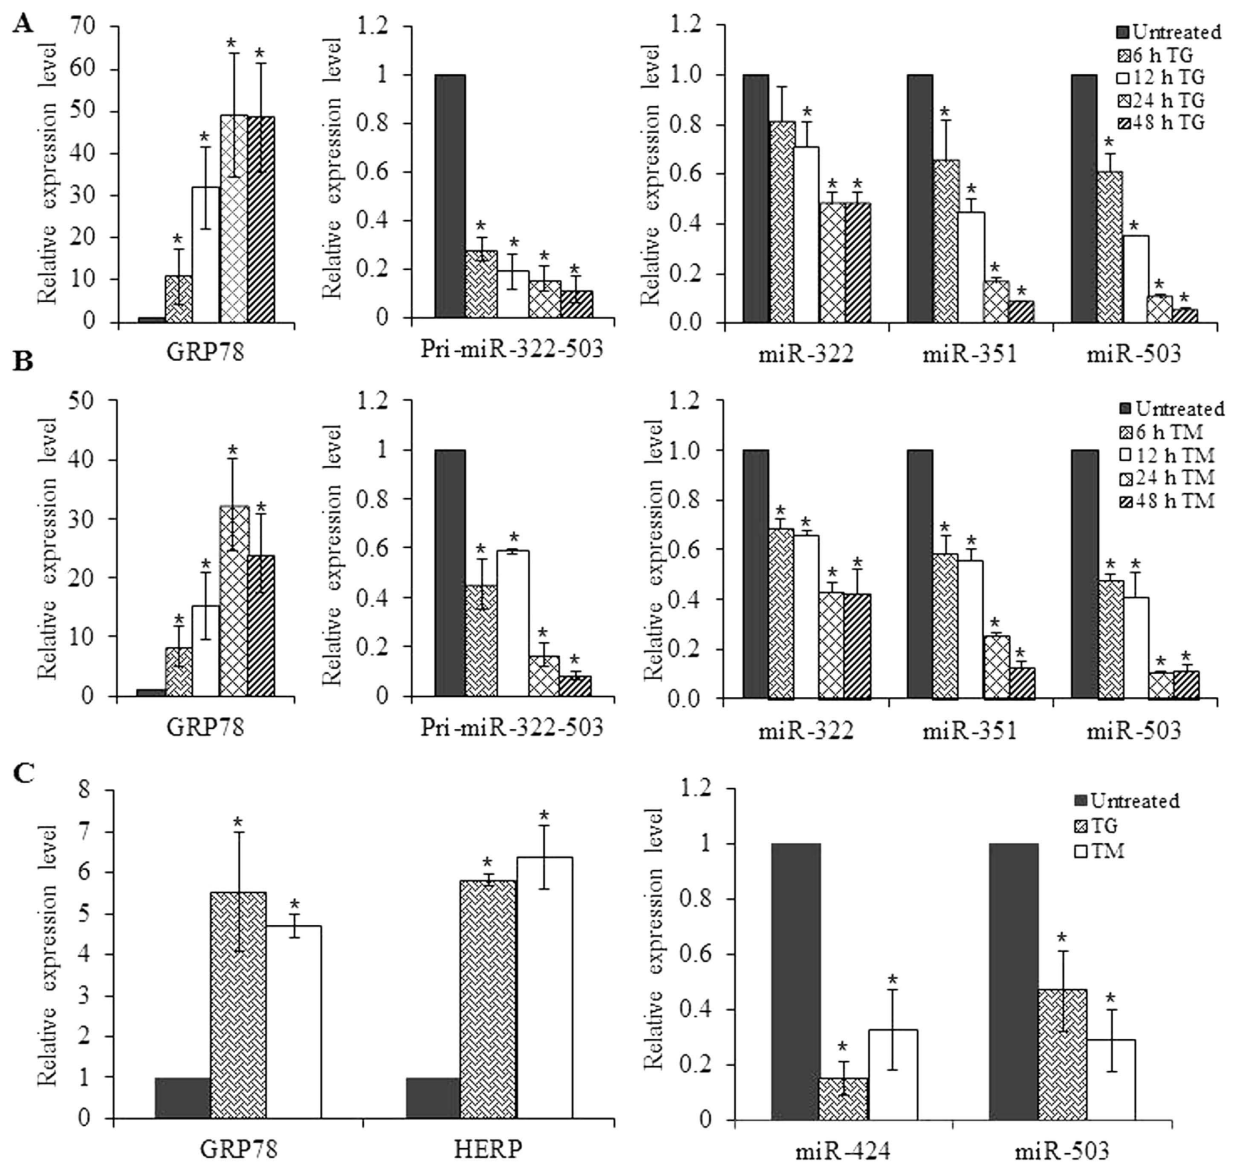 A
Relative expression level
70
60
50
40
30
20
10
0
* * * *
GRP78
Relative expression level
1.2
1
0.8
0.6
0.4
0.2
0
* * * *
Pri-miR-322-503
Relative expression level
1.2
1.0
0.8
0.6
0.4
0.2
0.0
* * *
* * * *
* * * *
miR-322 miR-351 miR-503
Untreated
6 h TG
12 h TG
24 h TG
48 h TG
B
Relative expression level
50
40
30
20
10
0
* * * *
GRP78
Relative expression level
1.2
1
0.8
0.6
0.4
0.2
0
* * * *
Pri-miR-322-503
Relative expression level
1.2
1.0
0.8
0.6
0.4
0.2
0.0
* * * *
* * * *
* * * *
miR-322 miR-351 miR-503
Untreated
6 h TM
12 h TM
24 h TM
48 h TM
C
Relative expression level
8
7
6
5
4
3
2
1
0
* *
* *
GRP78 HERP
Relative expression level
1.2
1
0.8
0.6
0.4
0.2
0
* *
* *
miR-424 miR-503
Untreated
TG
TM